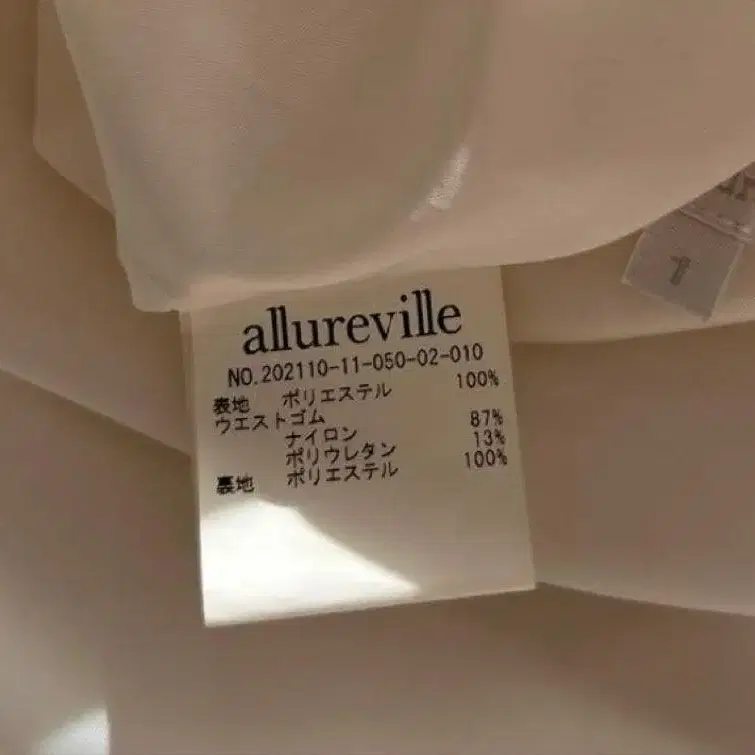 allureville
NO.202110-11-050-02-010
表地 ポリエステル 100%
ウエストゴム
ナイロン 87%
ポリウレタン 13%
裏地 ポリエステル 100%
1